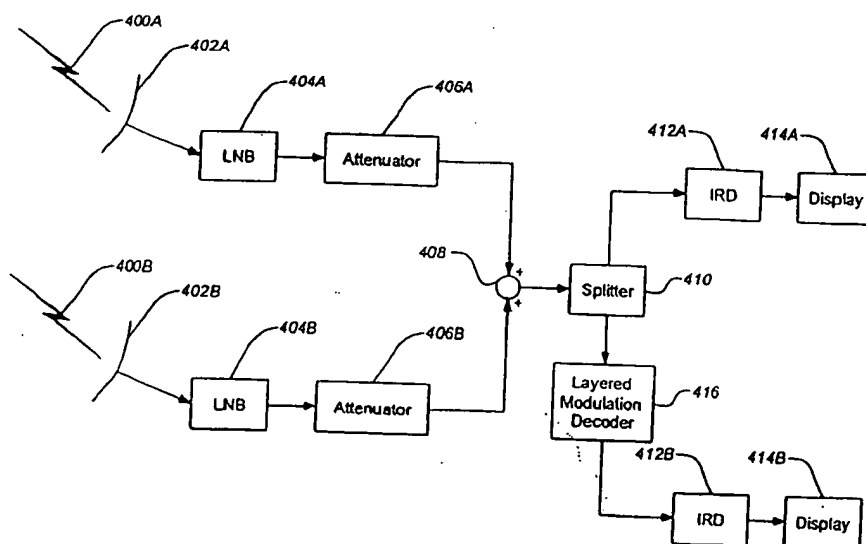 400A
402A
404A
406A
LNB
Attenuator
412A
414A
IRD
Display
400B
402B
404B
406B
LNB
Attenuator
408
+
+
Splitter
410
Layered
Modulation
Decoder
416
412B
414B
IRD
Display